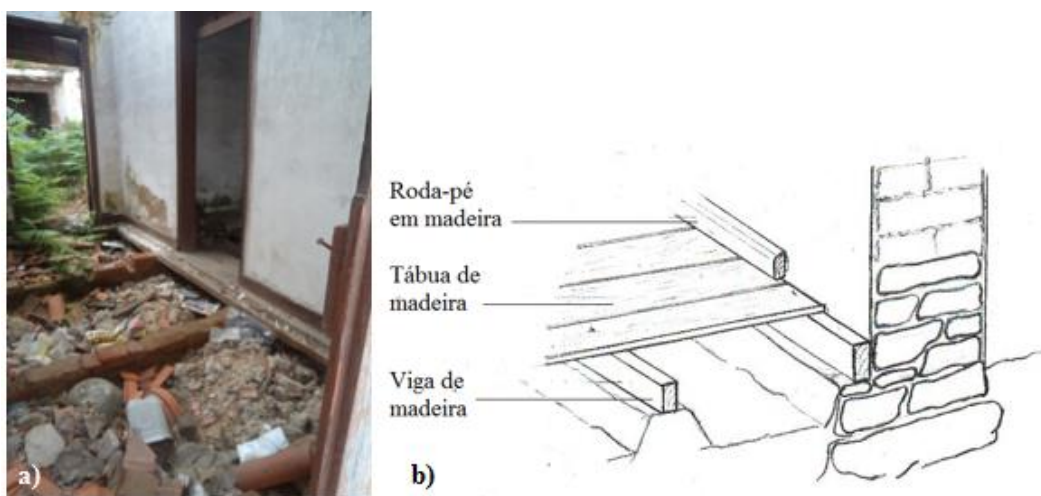 Roda-pé
em madeira
Tábua de
madeira
Viga de
madeira
a)
b)